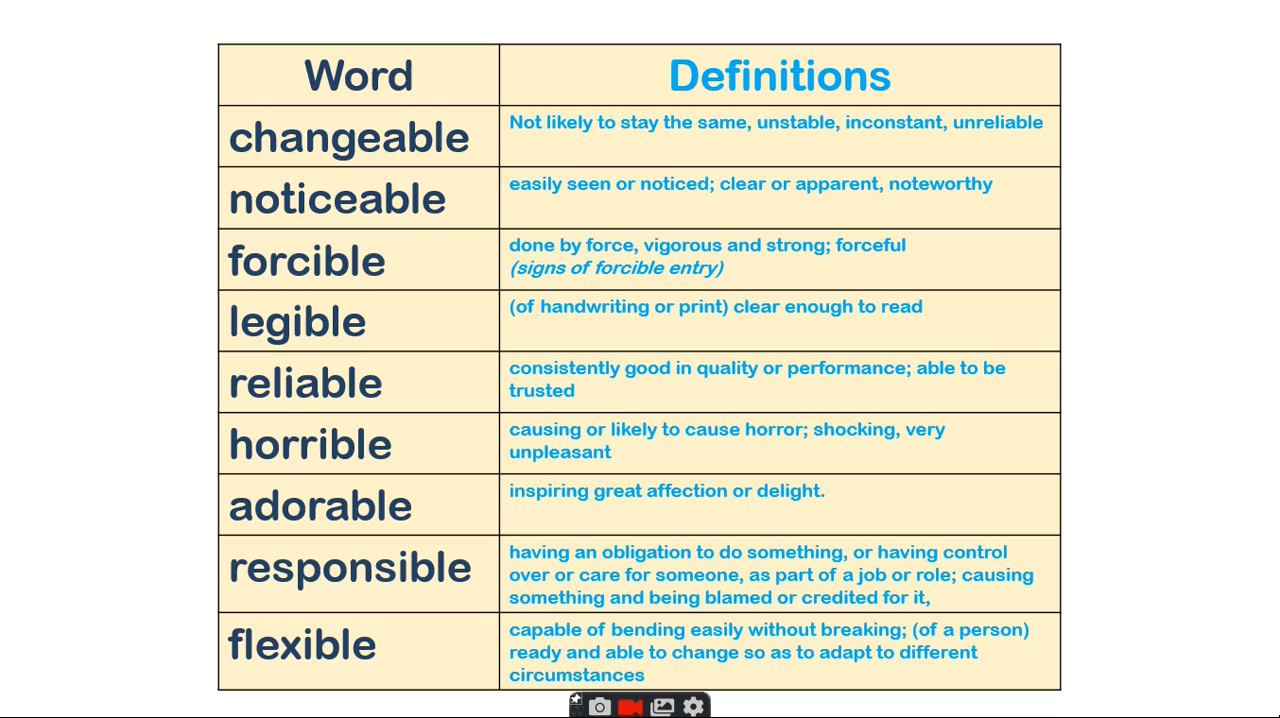 Word
Definitions
changeable
Not likely to stay the same, unstable, inconstant, unreliable
noticeable
easily seen or noticed; clear or apparent, noteworthy
forcible
done by force, vigorous and strong; forceful
(signs of forcible entry)
legible
(of handwriting or print) clear enough to read
reliable
consistently good in quality or performance; able to be
trusted
horrible
causing or likely to cause horror; shocking, very
unpleasant
adorable
inspiring great affection or delight.
responsible
having an obligation to do something, or having control
over or care for someone, as part of a job or role; causing
something and being blamed or credited for it,
flexible
capable of bending easily without breaking; (of a person)
ready and able to change so as to adapt to different
circumstances